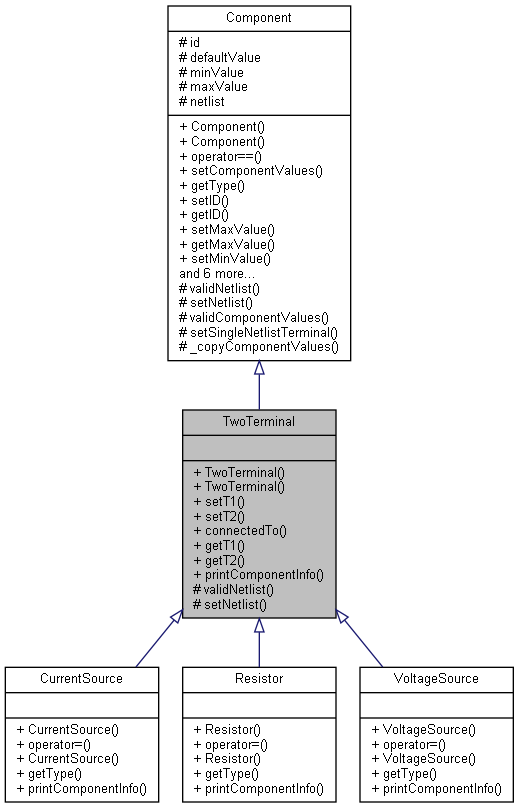 Component
# id
# defaultValue
# minValue
# maxValue
# netlist
+ Component()
+ Component()
+ operator==()
+ setComponentValues()
+ getType()
+ setID()
+ getID()
+ setMaxValue()
+ getMaxValue()
+ setMinValue()
and 6 more...
# validNetlist()
# setNetlist()
# validComponentValues()
# setSingleNetlistTerminal()
# _copyComponentValues()
TwoTerminal
+ TwoTerminal()
+ TwoTerminal()
+ setT1()
+ setT2()
+ connectedTo()
+ getT1()
+ getT2()
+ printComponentInfo()
# validNetlist()
# setNetlist()
CurrentSource
+ CurrentSource()
+ operator=()
+ CurrentSource()
+ getType()
+ printComponentInfo()
Resistor
+ Resistor()
+ operator=()
+ Resistor()
+ getType()
+ printComponentInfo()
VoltageSource
+ VoltageSource()
+ operator=()
+ VoltageSource()
+ getType()
+ printComponentInfo()